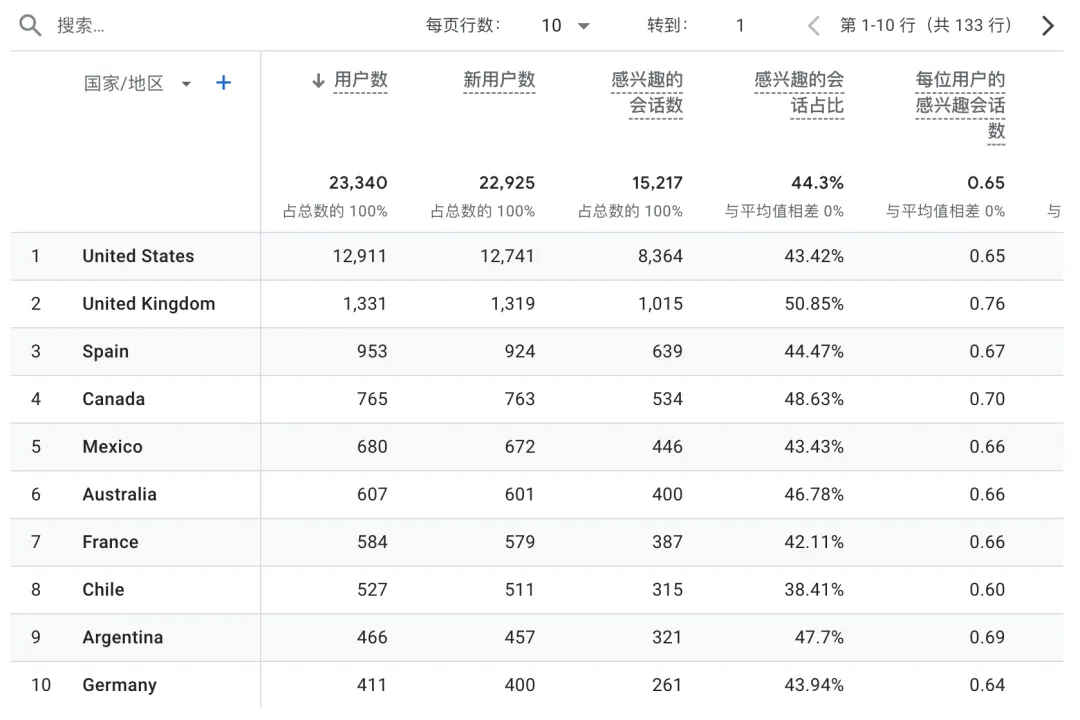 搜索…
每页行数： 10 转到： 1 第 1-10 行（共 133 行）
国家/地区 + ↓ 用户数 新用户数 感兴趣的会话数 感兴趣的会话占比 每位用户的感兴趣会话数
23,340 22,925 15,217 44.3% 0.65
占总数的 100% 占总数的 100% 占总数的 100% 与平均值相差 0% 与平均值相差 0% 与
1 United States 12,911 12,741 8,364 43.42% 0.65
2 United Kingdom 1,331 1,319 1,015 50.85% 0.76
3 Spain 953 924 639 44.47% 0.67
4 Canada 765 763 534 48.63% 0.70
5 Mexico 680 672 446 43.43% 0.66
6 Australia 607 601 400 46.78% 0.66
7 France 584 579 387 42.11% 0.66
8 Chile 527 511 315 38.41% 0.60
9 Argentina 466 457 321 47.7% 0.69
10 Germany 411 400 261 43.94% 0.64